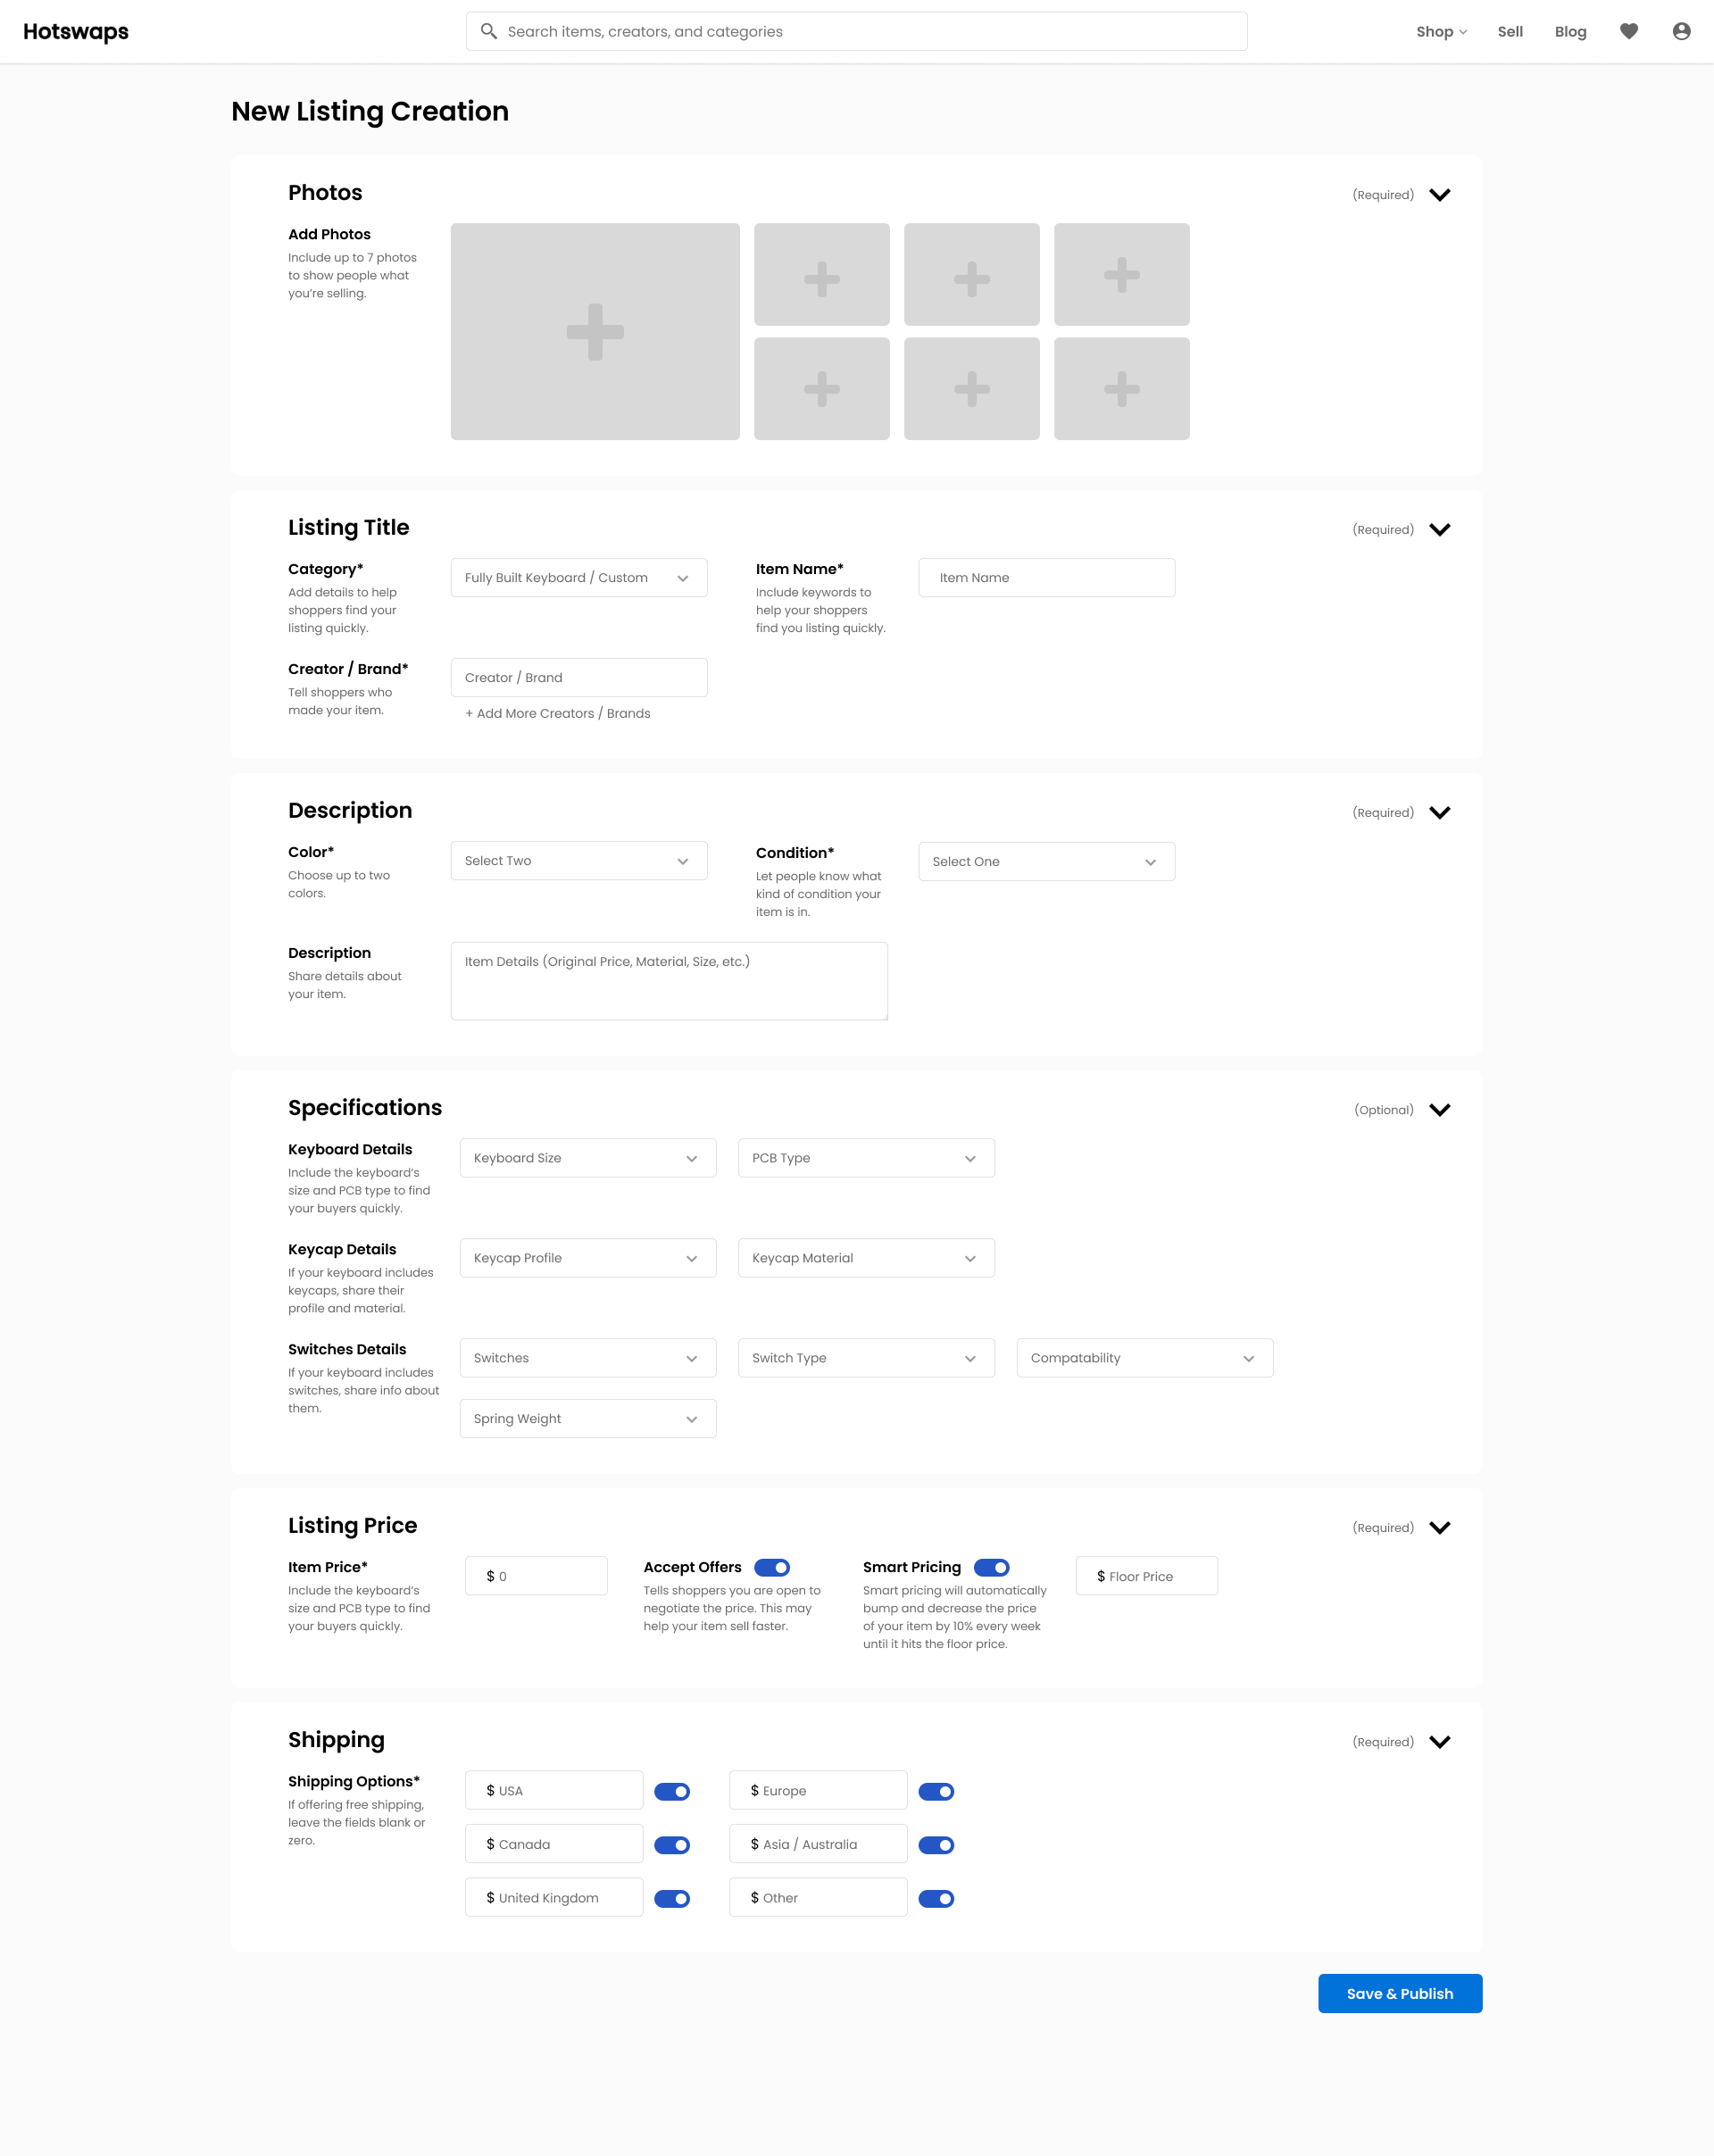 Hotswaps
Search items, creators, and categories
Shop
Sell
Blog
New Listing Creation
Photos
(Required)
Add Photos
Include up to 7 photos
to show people what
you're selling.
Listing Title
(Required)
Category*
Add details to help
shoppers find your
listing quickly.
Fully Built Keyboard / Custom
Item Name*
Include keywords to
help your shoppers
find you listing quickly.
Item Name
Creator / Brand*
Tell shoppers who
made your item.
Creator / Brand
+ Add More Creators / Brands
Description
(Required)
Color*
Choose up to two
colors.
Select Two
Condition*
Let people know what
kind of condition your
item is in.
Select One
Description
Share details about
your item.
Item Details (Original Price, Material, Size, etc.)
Specifications
(Optional)
Keyboard Details
Include the keyboard's
size and PCB type to find
your buyers quickly.
Keyboard Size
PCB Type
Keycap Details
If your keyboard includes
keycaps, share their
profile and material.
Keycap Profile
Keycap Material
Switches Details
If your keyboard includes
switches, share info about
them.
Switches
Switch Type
Compatability
Spring Weight
Listing Price
(Required)
Item Price*
Include the keyboard's
size and PCB type to find
your buyers quickly.
$ 0
Accept Offers
Tells shoppers you are open to
negotiate the price. This may
help your item sell faster.
Smart Pricing
Smart pricing will automatically
bump and decrease the price
of your item by 10% every week
until it hits the floor price.
$ Floor Price
Shipping
(Required)
Shipping Options*
If offering free shipping,
leave the fields blank or
zero.
$ USA
$ Europe
$ Canada
$ Asia / Australia
$ United Kingdom
$ Other
Save & Publish